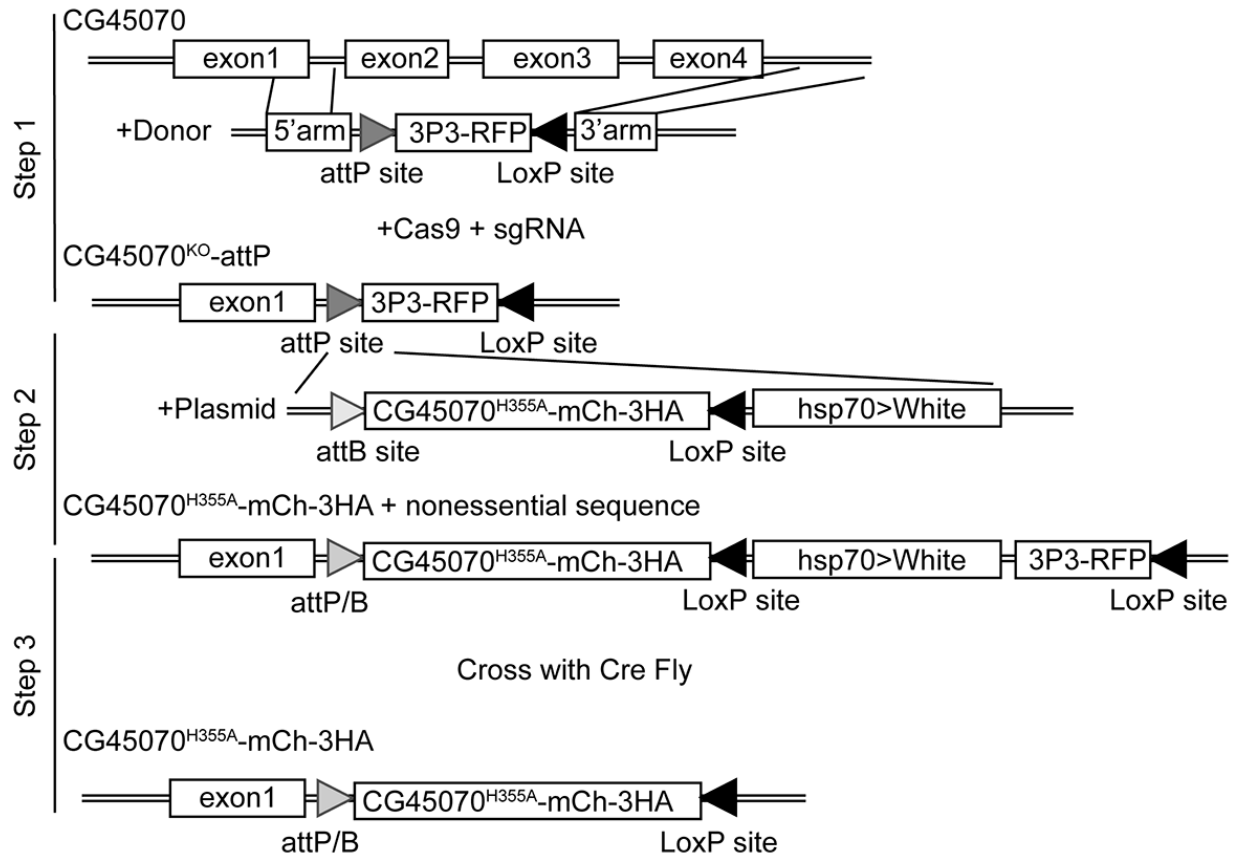 CG45070
exon1 exon2 exon3 exon4
+Donor 5'arm 3P3-RFP 3'arm
attP site LoxP site
+Cas9 + sgRNA
Step 1
CG45070KO-attP
exon1 3P3-RFP
attP site LoxP site
+Plasmid CG45070H355A-mCh-3HA hsp70>White
attB site LoxP site
Step 2
CG45070H355A-mCh-3HA + nonessential sequence
exon1 CG45070H355A-mCh-3HA hsp70>White 3P3-RFP
attP/B LoxP site LoxP site
Cross with Cre Fly
Step 3
CG45070H355A-mCh-3HA
exon1 CG45070H355A-mCh-3HA
attP/B LoxP site